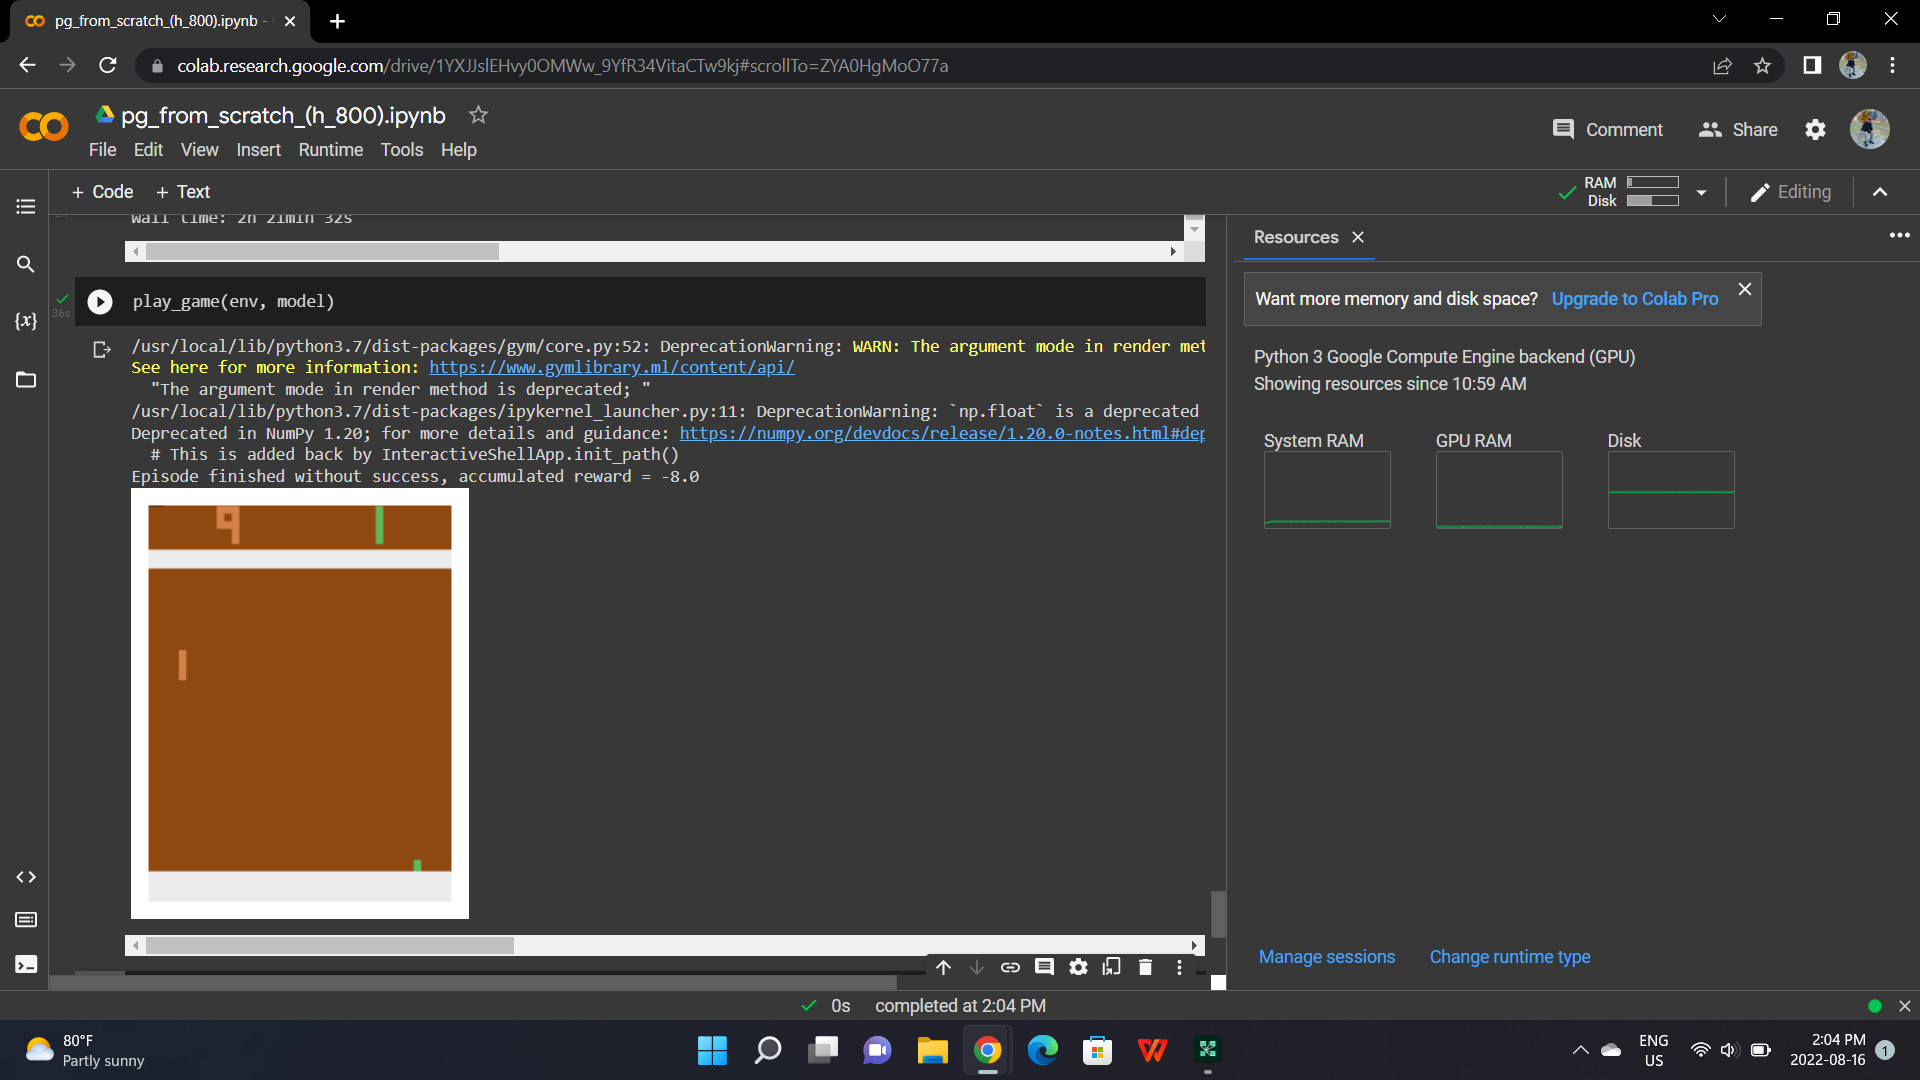 pg_from_scratch_(h_800).ipynb -
colab.research.google.com/drive/1YXJJslEHvy0OMWw_9YfR34VitaCTw9kj#scrollTo=ZYA0HgMoO77a
pg_from_scratch_(h_800).ipynb
Comment
Share
File Edit View Insert Runtime Tools Help
+ Code + Text
RAM
Disk
Editing
Wall time: 2h 21min 32s
Resources
Want more memory and disk space? Upgrade to Colab Pro
{x}
36s
play_game(env, model)
/usr/local/lib/python3.7/dist-packages/gym/core.py:52: DeprecationWarning: WARN: The argument mode in render met
See here for more information: https://www.gymlibrary.ml/content/api/
"The argument mode in render method is deprecated; "
/usr/local/lib/python3.7/dist-packages/ipykernel_launcher.py:11: DeprecationWarning: `np.float` is a deprecated
Deprecated in NumPy 1.20; for more details and guidance: https://numpy.org/devdocs/release/1.20.0-notes.html#dep
# This is added back by InteractiveShellApp.init_path()
Episode finished without success, accumulated reward = -8.0
9 1
Python 3 Google Compute Engine backend (GPU)
Showing resources since 10:59 AM
System RAM
GPU RAM
Disk
Manage sessions
Change runtime type
0s completed at 2:04 PM
80°F
Partly sunny
ENG
US
2:04 PM
2022-08-16
1